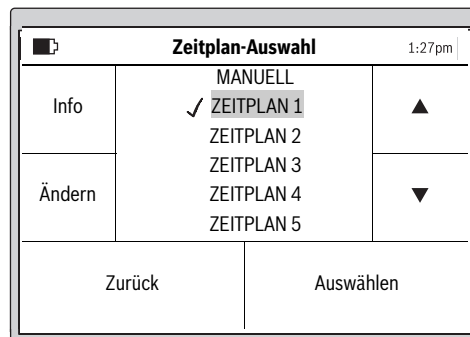 Zeitplan-Auswahl 1:27pm
Info
Ändern
MANUELL
✓ ZEITPLAN 1
ZEITPLAN 2
ZEITPLAN 3
ZEITPLAN 4
ZEITPLAN 5
▲
▼
Zurück
Auswählen